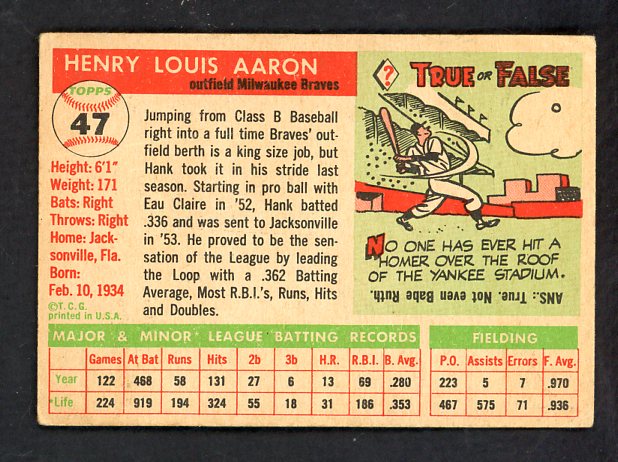 HENRY LOUIS AARON
outfield Milwaukee Braves
TOPPS
47
Height: 6'1"
Weight: 171
Bats: Right
Throws: Right
Home: Jack-
sonville, Fla.
Born:
Feb. 10, 1934
©T.C.G.
printed in U.S.A.
Jumping from Class B Baseball
right into a full time Braves' out-
field berth is a king size job, but
Hank took it in his stride last
season. Starting in pro ball with
Eau Claire in '52, Hank batted
.336 and was sent to Jacksonville
in '53. He proved to be the sen-
sation of the League by leading
the Loop with a .362 Batting
Average, Most R.B.I.'s, Runs, Hits
and Doubles.
? TRUE OR FALSE
NO ONE HAS EVER HIT A
HOMER OVER THE ROOF
OF THE YANKEE STADIUM.
ANS.: True. Not even Babe Ruth.
MAJOR & MINOR LEAGUE BATTING RECORDS
Games At Bat Runs Hits 2b 3b H.R. R.B.I. B. Avg.
Year 122 468 58 131 27 6 13 69 .280
Life 224 919 194 324 55 18 31 186 .353
FIELDING
P.O. Assists Errors F. Avg.
223 5 7 .970
467 575 71 .936